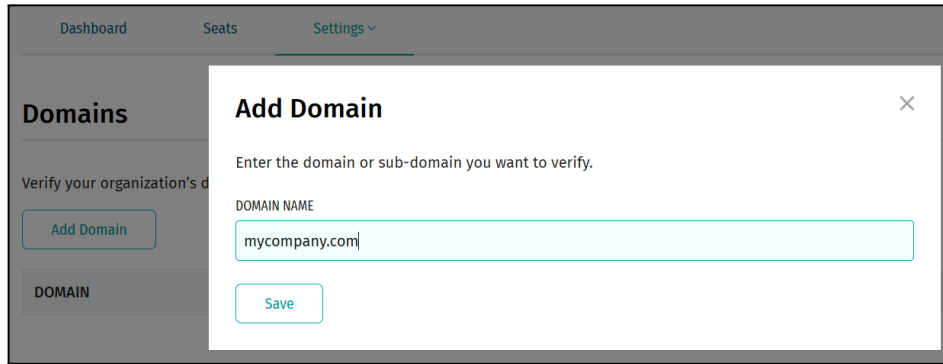 Dashboard Seats Settings
Domains
Verify your organization's d
Add Domain
DOMAIN
Add Domain
Enter the domain or sub-domain you want to verify.
DOMAIN NAME
mycompany.com
Save